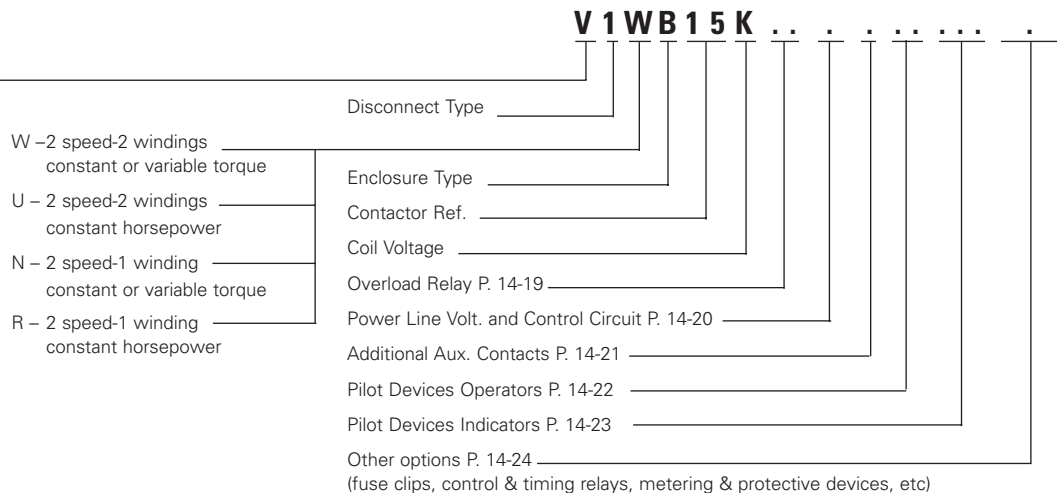 V 1 W B 1 5 K . . . . . . . . . .
Disconnect Type
W –2 speed-2 windings
constant or variable torque
U – 2 speed-2 windings
constant horsepower
N – 2 speed-1 winding
constant or variable torque
R – 2 speed-1 winding
constant horsepower
Enclosure Type
Contactor Ref.
Coil Voltage
Overload Relay P. 14-19
Power Line Volt. and Control Circuit P. 14-20
Additional Aux. Contacts P. 14-21
Pilot Devices Operators P. 14-22
Pilot Devices Indicators P. 14-23
Other options P. 14-24
(fuse clips, control & timing relays, metering & protective devices, etc)